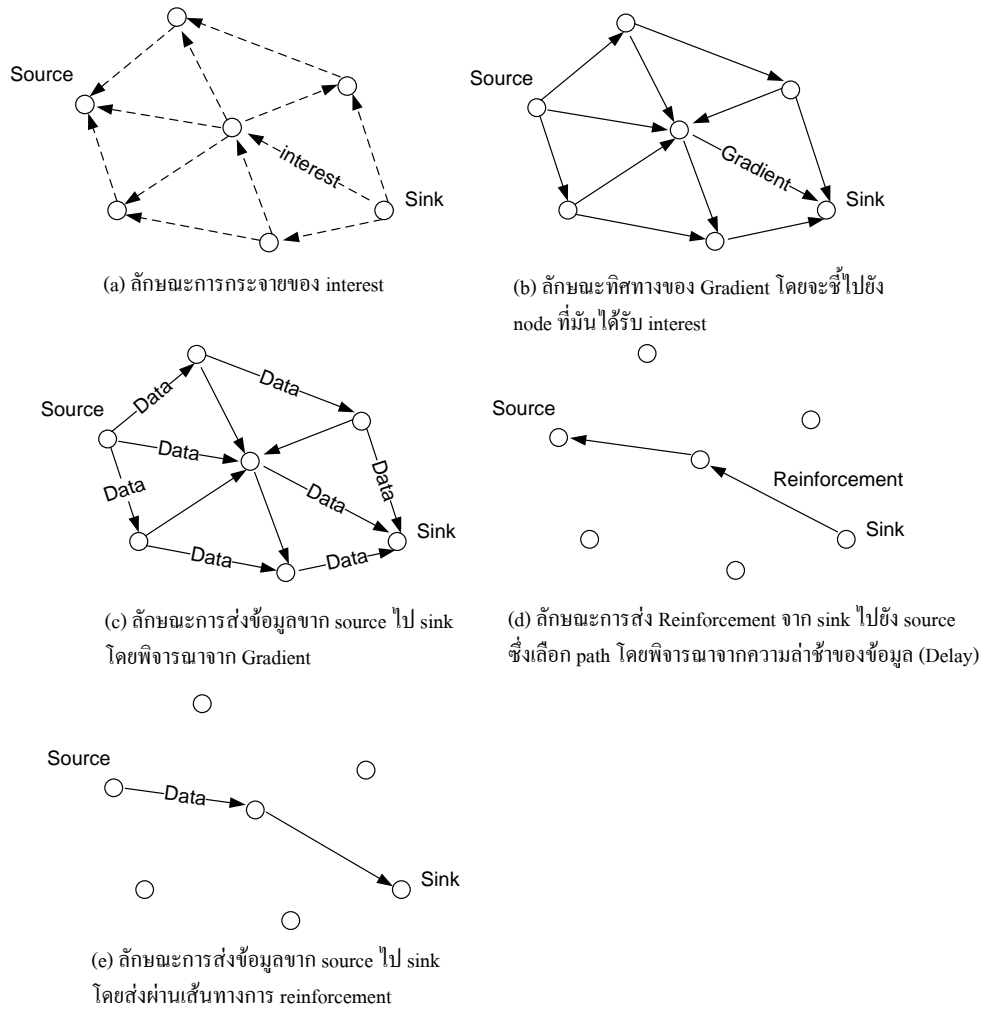 Source
interest
Sink
(a) ลักษณะการกระจายของ interest
Source
Gradient
Sink
(b) ลักษณะทิศทางของ Gradient โดยจะชี้ไปยัง
node ที่มันได้รับ interest
Source
Data
Data
Data
Data
Data
Data
Data
Data
Sink
(c) ลักษณะการส่งข้อมูลขาก source ไป sink
โดยพิจารณาจาก Gradient
Source
Reinforcement
Sink
(d) ลักษณะการส่ง Reinforcement จาก sink ไปยัง source
ซึ่งเลือก path โดยพิจารณาจากความล่าช้าของข้อมูล (Delay)
Source
Data
Sink
(e) ลักษณะการส่งข้อมูลขาก source ไป sink
โดยส่งผ่านเส้นทางการ reinforcement